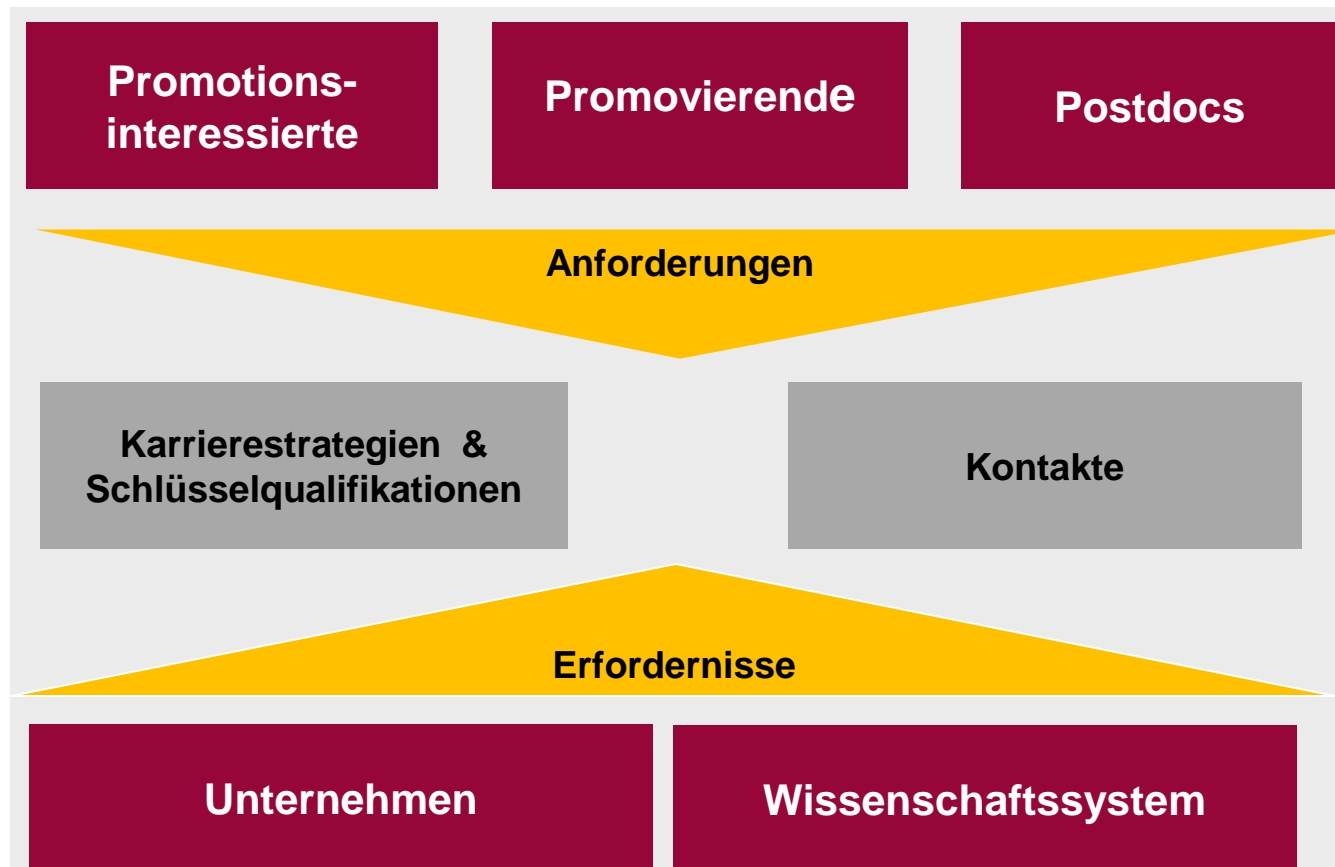 Promotions-
interessierte
Promovierende
Postdocs
Anforderungen
Karrierestrategien &
Schlüsselqualifikationen
Kontakte
Erfordernisse
Unternehmen
Wissenschaftssystem